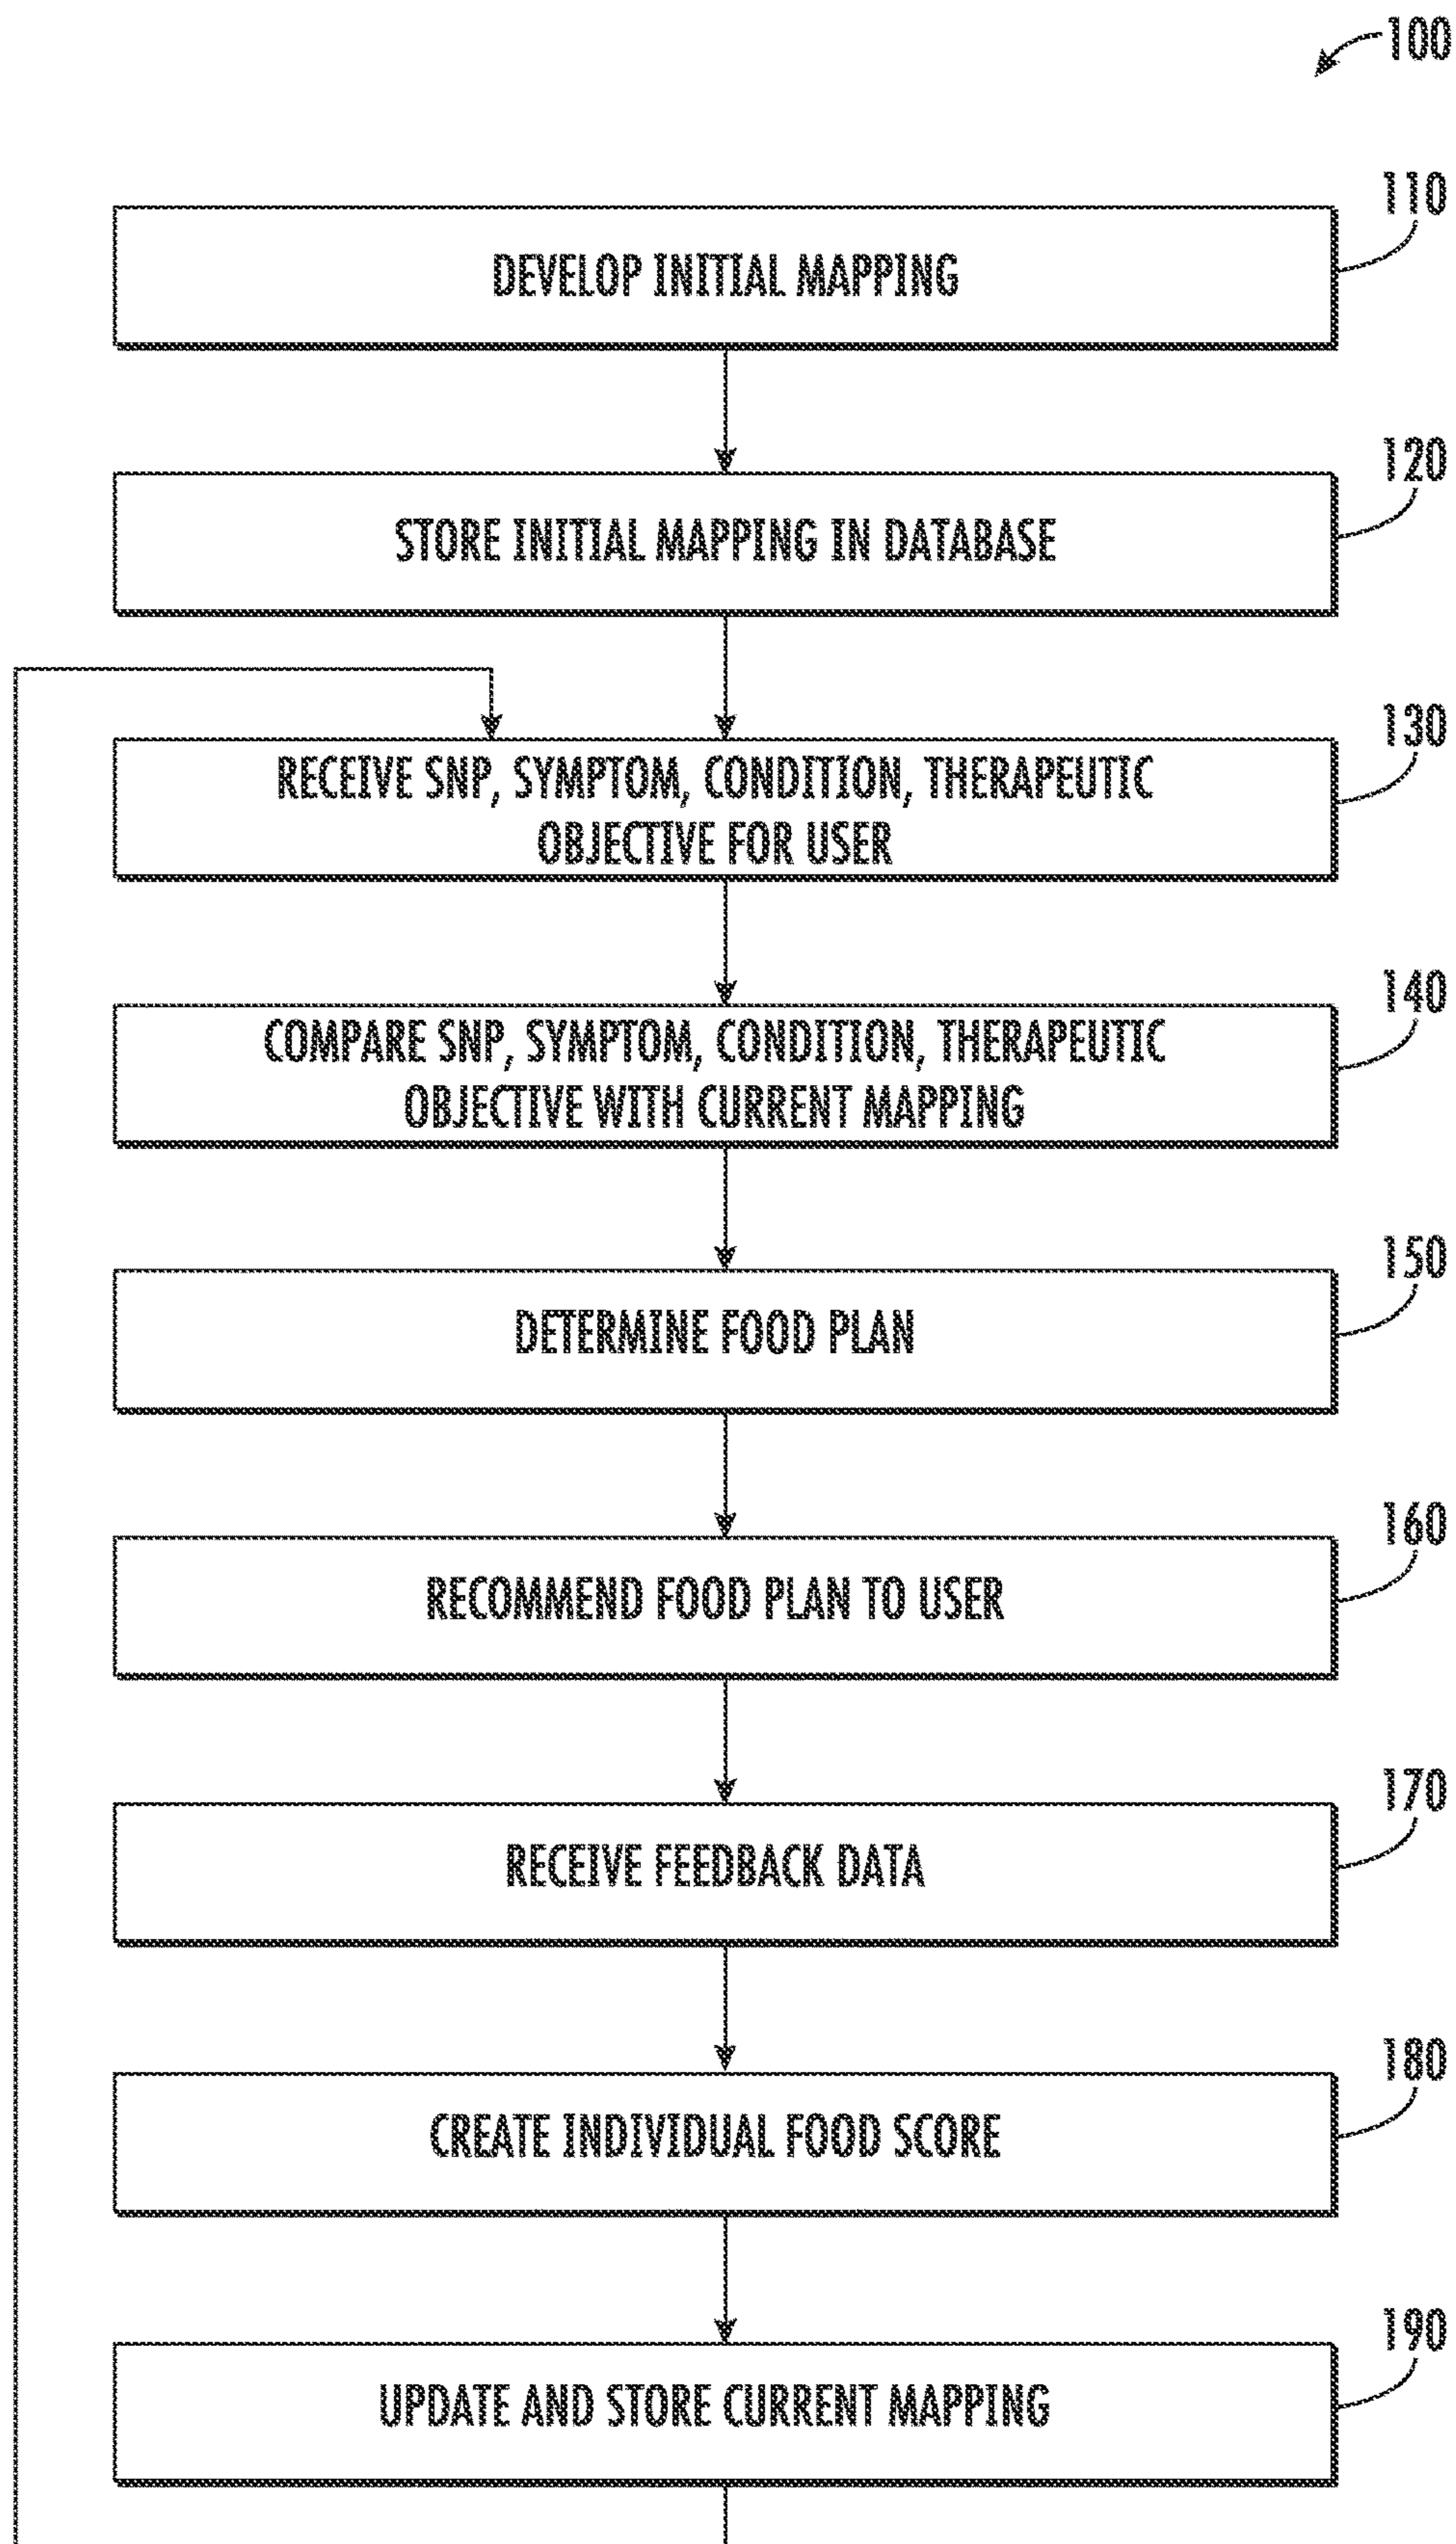 100
110
DEVELOP INITIAL MAPPING
120
STORE INITIAL MAPPING IN DATABASE
130
RECEIVE SNP, SYMPTOM, CONDITION, THERAPEUTIC
OBJECTIVE FOR USER
140
COMPARE SNP, SYMPTOM, CONDITION, THERAPEUTIC
OBJECTIVE WITH CURRENT MAPPING
150
DETERMINE FOOD PLAN
160
RECOMMEND FOOD PLAN TO USER
170
RECEIVE FEEDBACK DATA
180
CREATE INDIVIDUAL FOOD SCORE
190
UPDATE AND STORE CURRENT MAPPING